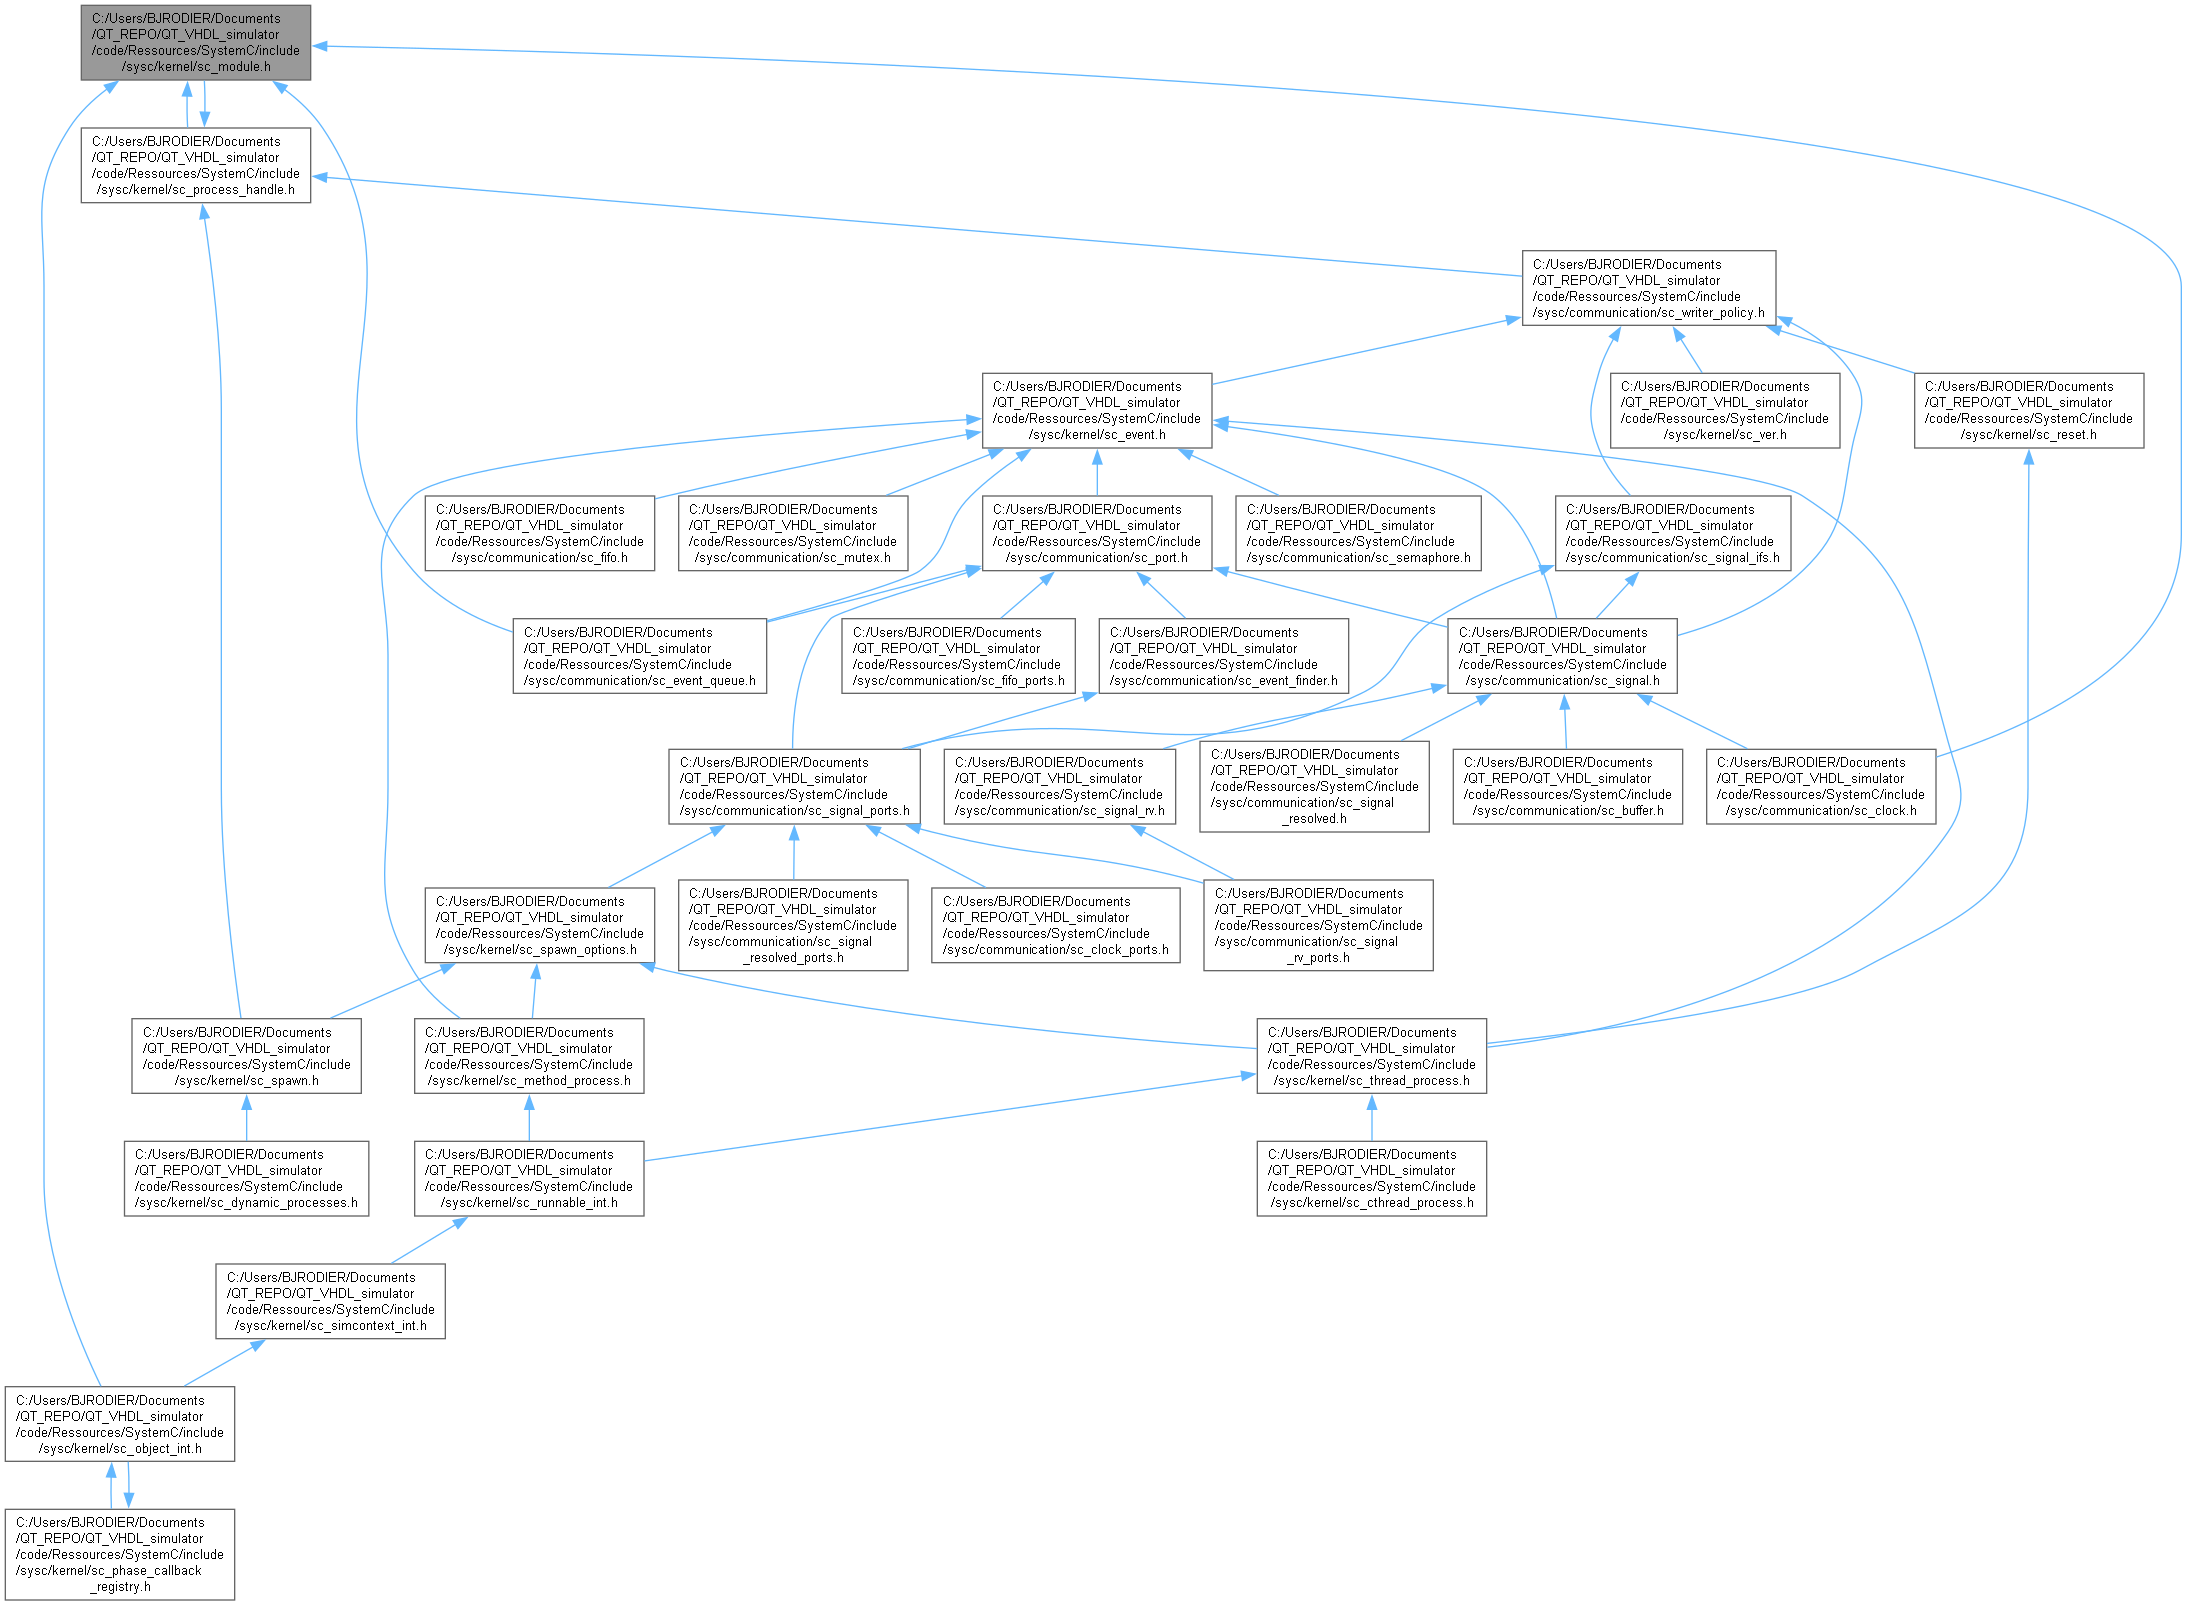 C:/Users/BJRODIER/Documents
/QT_REPO/QT_VHDL_simulator
/code/Ressources/SystemC/include
/sysc/kernel/sc_module.h
C:/Users/BJRODIER/Documents
/QT_REPO/QT_VHDL_simulator
/code/Ressources/SystemC/include
/sysc/kernel/sc_process_handle.h
C:/Users/BJRODIER/Documents
/QT_REPO/QT_VHDL_simulator
/code/Ressources/SystemC/include
/sysc/communication/sc_writer_policy.h
C:/Users/BJRODIER/Documents
/QT_REPO/QT_VHDL_simulator
/code/Ressources/SystemC/include
/sysc/kernel/sc_event.h
C:/Users/BJRODIER/Documents
/QT_REPO/QT_VHDL_simulator
/code/Ressources/SystemC/include
/sysc/kernel/sc_ver.h
C:/Users/BJRODIER/Documents
/QT_REPO/QT_VHDL_simulator
/code/Ressources/SystemC/include
/sysc/kernel/sc_reset.h
C:/Users/BJRODIER/Documents
/QT_REPO/QT_VHDL_simulator
/code/Ressources/SystemC/include
/sysc/communication/sc_fifo.h
C:/Users/BJRODIER/Documents
/QT_REPO/QT_VHDL_simulator
/code/Ressources/SystemC/include
/sysc/communication/sc_mutex.h
C:/Users/BJRODIER/Documents
/QT_REPO/QT_VHDL_simulator
/code/Ressources/SystemC/include
/sysc/communication/sc_port.h
C:/Users/BJRODIER/Documents
/QT_REPO/QT_VHDL_simulator
/code/Ressources/SystemC/include
/sysc/communication/sc_semaphore.h
C:/Users/BJRODIER/Documents
/QT_REPO/QT_VHDL_simulator
/code/Ressources/SystemC/include
/sysc/communication/sc_signal_ifs.h
C:/Users/BJRODIER/Documents
/QT_REPO/QT_VHDL_simulator
/code/Ressources/SystemC/include
/sysc/communication/sc_event_queue.h
C:/Users/BJRODIER/Documents
/QT_REPO/QT_VHDL_simulator
/code/Ressources/SystemC/include
/sysc/communication/sc_fifo_ports.h
C:/Users/BJRODIER/Documents
/QT_REPO/QT_VHDL_simulator
/code/Ressources/SystemC/include
/sysc/communication/sc_event_finder.h
C:/Users/BJRODIER/Documents
/QT_REPO/QT_VHDL_simulator
/code/Ressources/SystemC/include
/sysc/communication/sc_signal.h
C:/Users/BJRODIER/Documents
/QT_REPO/QT_VHDL_simulator
/code/Ressources/SystemC/include
/sysc/communication/sc_signal_ports.h
C:/Users/BJRODIER/Documents
/QT_REPO/QT_VHDL_simulator
/code/Ressources/SystemC/include
/sysc/communication/sc_signal_rv.h
C:/Users/BJRODIER/Documents
/QT_REPO/QT_VHDL_simulator
/code/Ressources/SystemC/include
/sysc/communication/sc_signal
_resolved.h
C:/Users/BJRODIER/Documents
/QT_REPO/QT_VHDL_simulator
/code/Ressources/SystemC/include
/sysc/communication/sc_buffer.h
C:/Users/BJRODIER/Documents
/QT_REPO/QT_VHDL_simulator
/code/Ressources/SystemC/include
/sysc/communication/sc_clock.h
C:/Users/BJRODIER/Documents
/QT_REPO/QT_VHDL_simulator
/code/Ressources/SystemC/include
/sysc/kernel/sc_spawn_options.h
C:/Users/BJRODIER/Documents
/QT_REPO/QT_VHDL_simulator
/code/Ressources/SystemC/include
/sysc/communication/sc_signal
_resolved_ports.h
C:/Users/BJRODIER/Documents
/QT_REPO/QT_VHDL_simulator
/code/Ressources/SystemC/include
/sysc/communication/sc_clock_ports.h
C:/Users/BJRODIER/Documents
/QT_REPO/QT_VHDL_simulator
/code/Ressources/SystemC/include
/sysc/communication/sc_signal
_rv_ports.h
C:/Users/BJRODIER/Documents
/QT_REPO/QT_VHDL_simulator
/code/Ressources/SystemC/include
/sysc/kernel/sc_spawn.h
C:/Users/BJRODIER/Documents
/QT_REPO/QT_VHDL_simulator
/code/Ressources/SystemC/include
/sysc/kernel/sc_method_process.h
C:/Users/BJRODIER/Documents
/QT_REPO/QT_VHDL_simulator
/code/Ressources/SystemC/include
/sysc/kernel/sc_thread_process.h
C:/Users/BJRODIER/Documents
/QT_REPO/QT_VHDL_simulator
/code/Ressources/SystemC/include
/sysc/kernel/sc_dynamic_processes.h
C:/Users/BJRODIER/Documents
/QT_REPO/QT_VHDL_simulator
/code/Ressources/SystemC/include
/sysc/kernel/sc_runnable_int.h
C:/Users/BJRODIER/Documents
/QT_REPO/QT_VHDL_simulator
/code/Ressources/SystemC/include
/sysc/kernel/sc_cthread_process.h
C:/Users/BJRODIER/Documents
/QT_REPO/QT_VHDL_simulator
/code/Ressources/SystemC/include
/sysc/kernel/sc_simcontext_int.h
C:/Users/BJRODIER/Documents
/QT_REPO/QT_VHDL_simulator
/code/Ressources/SystemC/include
/sysc/kernel/sc_object_int.h
C:/Users/BJRODIER/Documents
/QT_REPO/QT_VHDL_simulator
/code/Ressources/SystemC/include
/sysc/kernel/sc_phase_callback
_registry.h